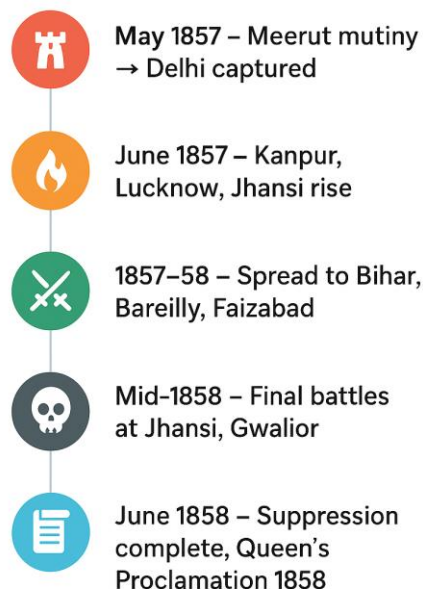 May 1857 – Meerut mutiny
→ Delhi captured
June 1857 – Kanpur,
Lucknow, Jhansi rise
1857–58 – Spread to Bihar,
Bareilly, Faizabad
Mid-1858 – Final battles
at Jhansi, Gwalior
June 1858 – Suppression
complete, Queen's
Proclamation 1858